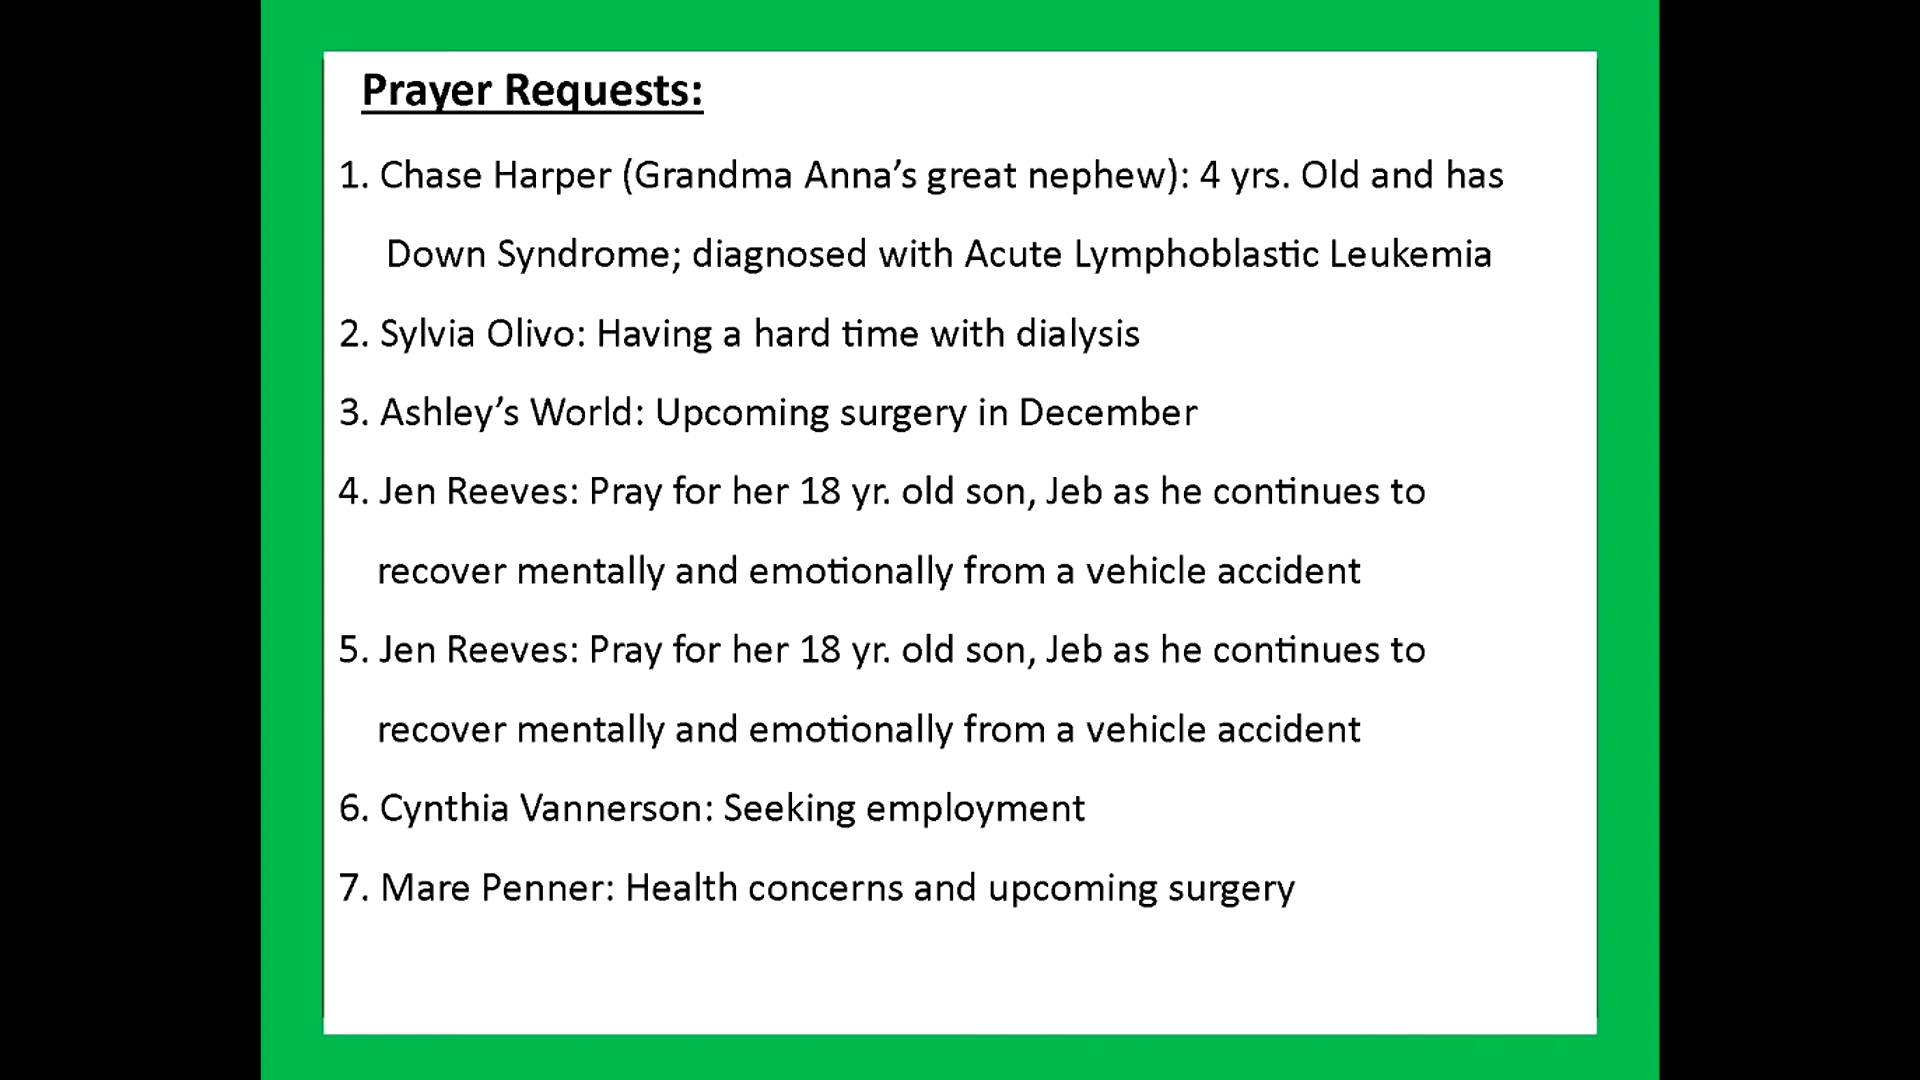 Prayer Requests:
1. Chase Harper (Grandma Anna’s great nephew): 4 yrs. Old and has
Down Syndrome; diagnosed with Acute Lymphoblastic Leukemia
2. Sylvia Olivo: Having a hard time with dialysis
3. Ashley’s World: Upcoming surgery in December
4. Jen Reeves: Pray for her 18 yr. old son, Jeb as he continues to
recover mentally and emotionally from a vehicle accident
5. Jen Reeves: Pray for her 18 yr. old son, Jeb as he continues to
recover mentally and emotionally from a vehicle accident
6. Cynthia Vannerson: Seeking employment
7. Mare Penner: Health concerns and upcoming surgery